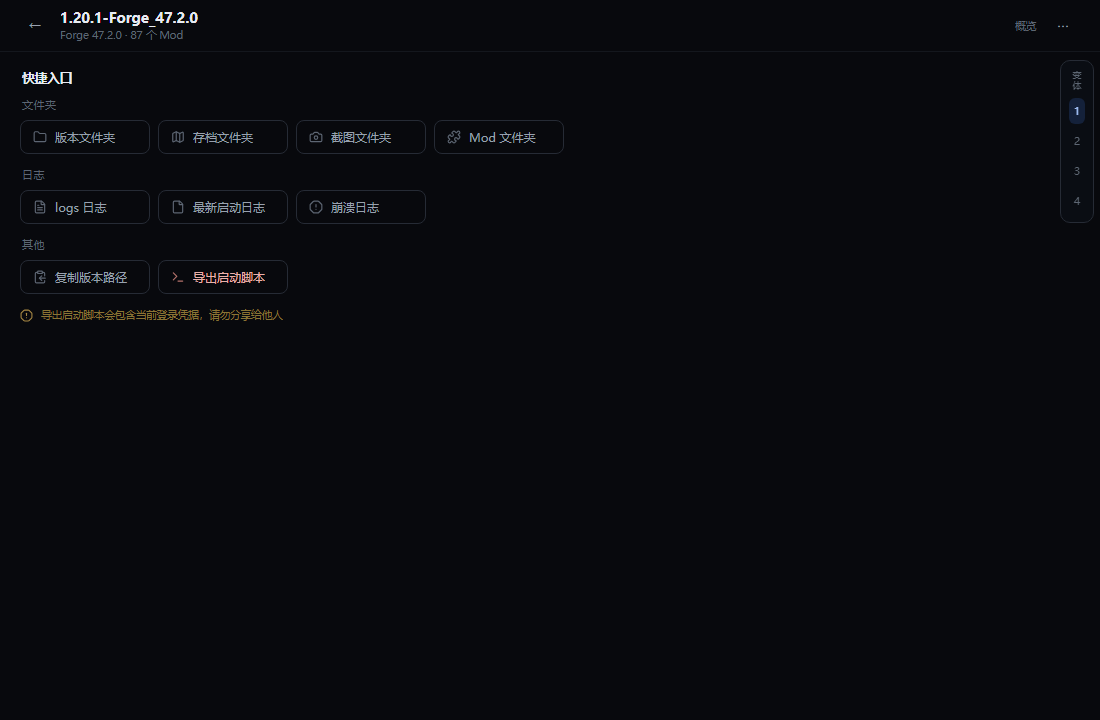 ←
1.20.1-Forge_47.2.0
Forge 47.2.0 · 87 个 Mod
概览
···
快捷入口
文件夹
版本文件夹
存档文件夹
截图文件夹
Mod 文件夹
日志
logs 日志
最新启动日志
崩溃日志
其他
复制版本路径
导出启动脚本
导出启动脚本会包含当前登录凭据，请勿分享给他人
变
体
1
2
3
4